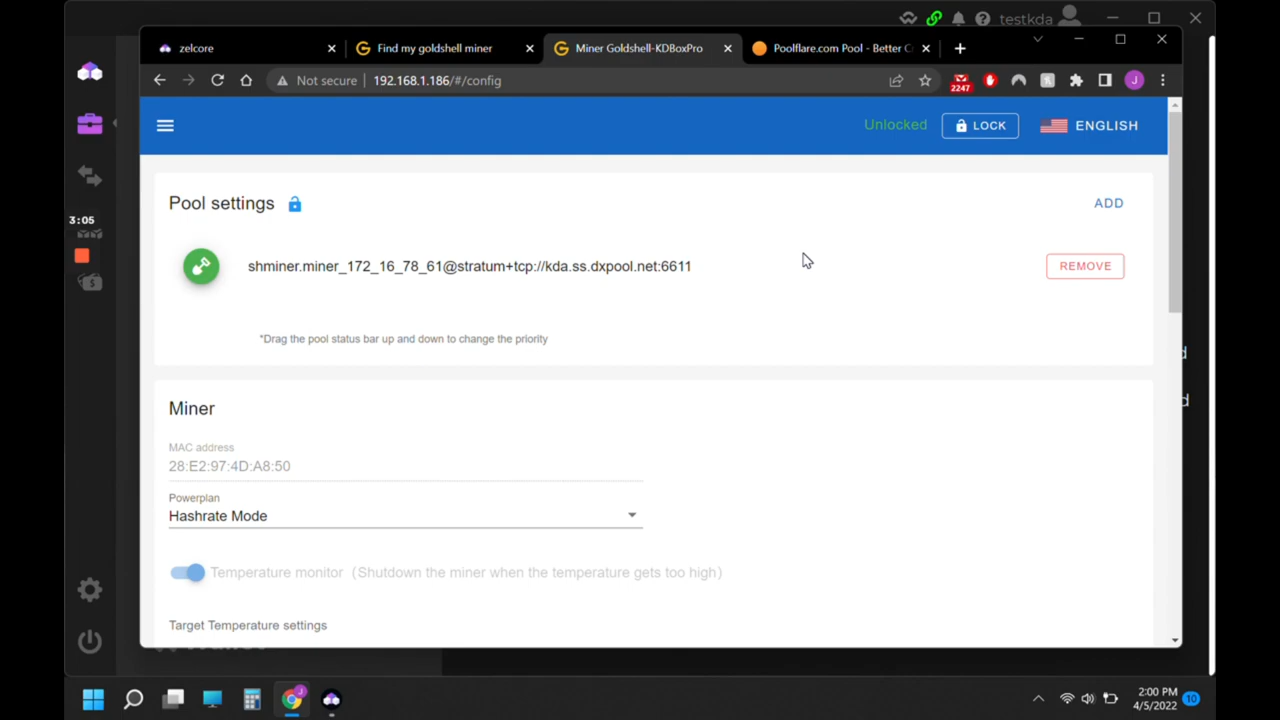 testkda
zelcore
Find my goldshell miner
Miner Goldshell-KDBoxPro
Poolflare.com Pool - Better C
Not secure
192.168.1.186/#/config
2247
J
Unlocked
LOCK
ENGLISH
Pool settings
ADD
3:05
shminer.miner_172_16_78_61@stratum+tcp://kda.ss.dxpool.net:6611
REMOVE
*Drag the pool status bar up and down to change the priority
Miner
MAC address
28:E2:97:4D:A8:50
Powerplan
Hashrate Mode
Temperature monitor（Shutdown the miner when the temperature gets too high）
Target Temperature settings
2:00 PM
4/5/2022
10